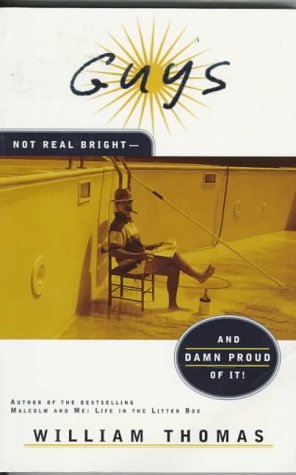 Guys
NOT REAL BRIGHT—
AND
DAMN PROUD
OF IT!
AUTHOR OF THE BESTSELLING
MALCOLM AND ME: LIFE IN THE LITTER BOX
WILLIAM THOMAS